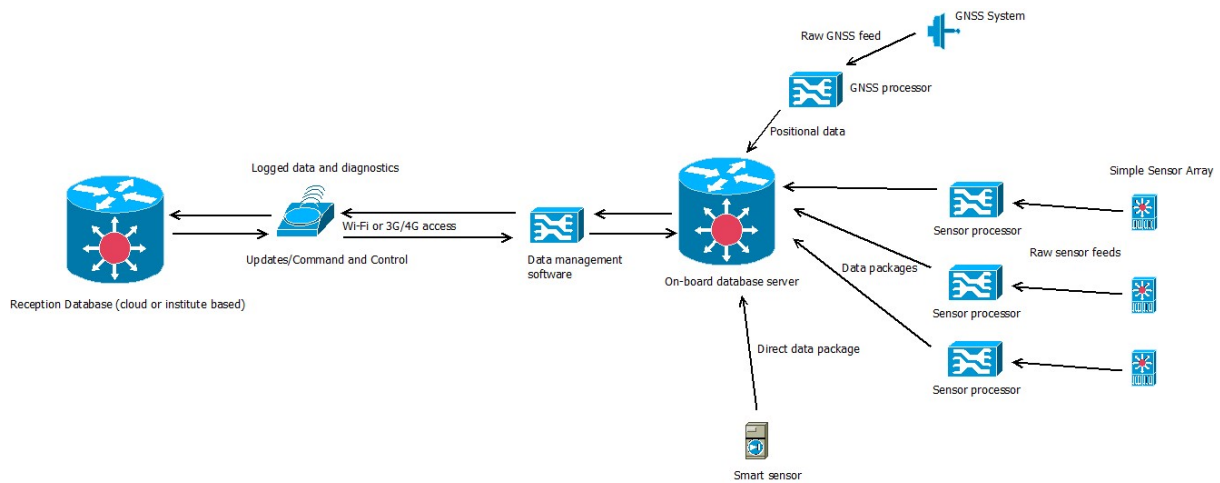 GNSS System
Raw GNSS feed
GNSS processor
Positional data
Logged data and diagnostics
Simple Sensor Array
Wi-Fi or 3G/4G access
Sensor processor
Updates/Command and Control
Data management
software
Raw sensor feeds
Data packages
On-board database server
Reception Database (cloud or institute based)
Sensor processor
Direct data package
Sensor processor
Smart sensor